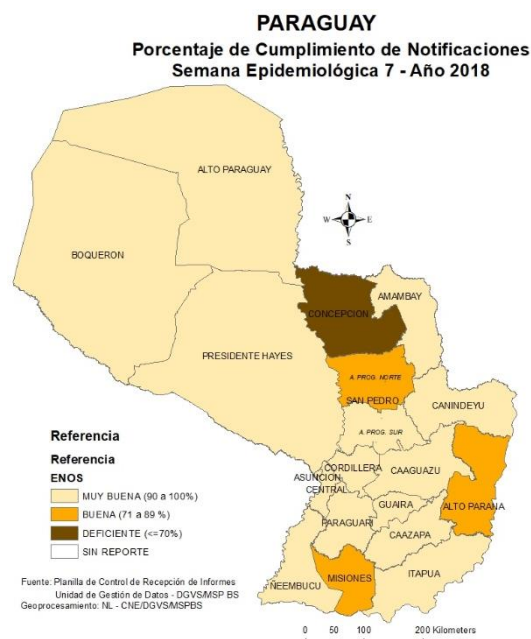 PARAGUAY
Porcentaje de Cumplimiento de Notificaciones
Semana Epidemiológica 7 - Año 2018
ALTO PARAGUAY
N
W E
S
BOQUERON
AMAMBAY
CONCEPCION
PRESIDENTE HAYES
A. PROG. NORTE
SAN PEDRO
CANINDEYU
A. PROG. SUR
Referencia
Referencia
ENOS
MUY BUENA (90 a 100%)
BUENA (71 a 89 %)
DEFICIENTE (<=70%)
SIN REPORTE
CORDILLERA
CAAGUAZU
ASUNCION
CENTRAL
GUAIRA
ALTO PARANA
PARAGUARI
CAAZAPA
ÑEEMBUCU
MISIONES
ITAPUA
Fuente: Planilla de Control de Recepción de Informes
Unidad de Gestión de Datos - DGVS/MSP BS
Geoprocesamiento: NL - CNE/DGVS/MSPBS
0 50 100 200 Kilometers